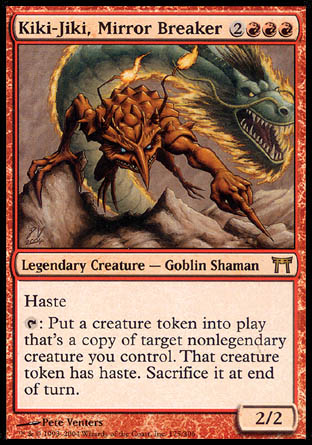 Kiki-Jiki, Mirror Breaker 2
Legendary Creature — Goblin Shaman
Haste
: Put a creature token into play
that's a copy of target nonlegendary
creature you control. That creature
token has haste. Sacrifice it at end
of turn.
Pete Venters
2/2